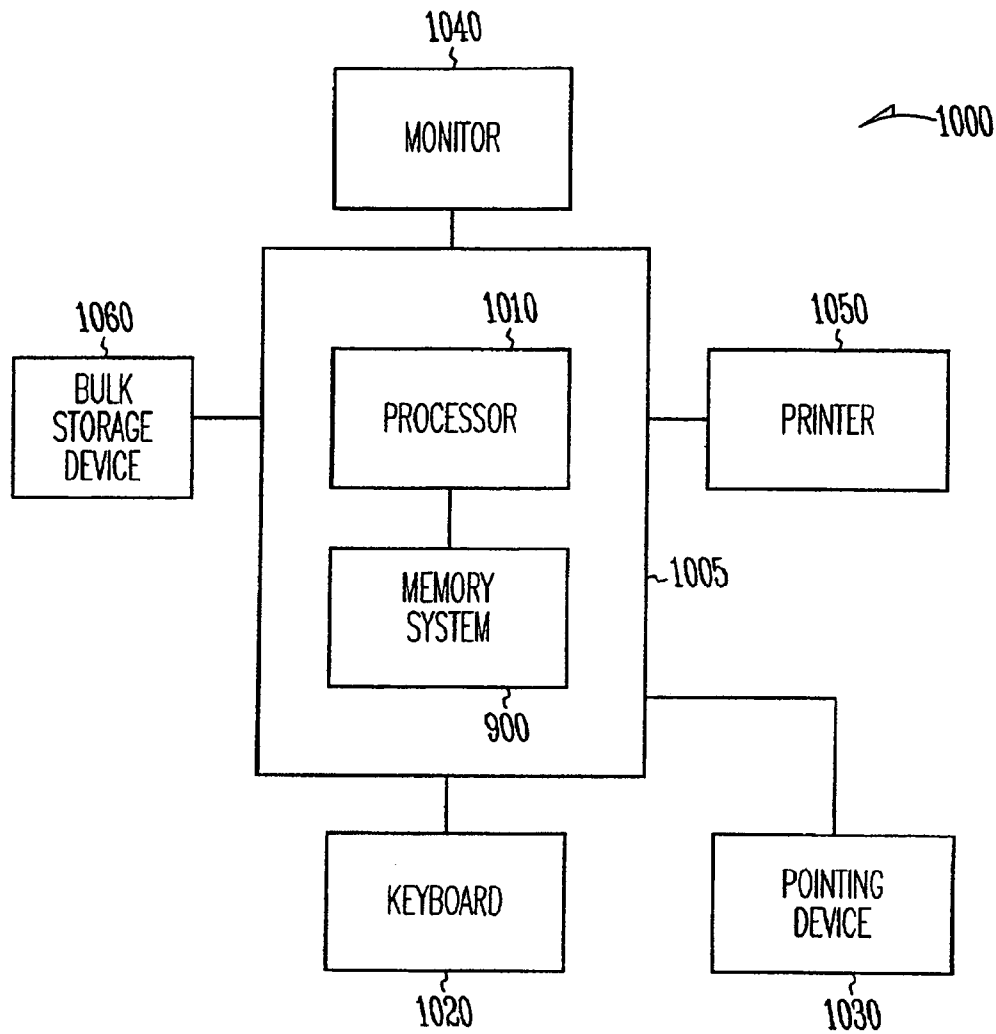 1040
MONITOR
1000
1060
BULK
STORAGE
DEVICE
1010
PROCESSOR
1050
PRINTER
MEMORY
SYSTEM
900
1005
KEYBOARD
1020
POINTING
DEVICE
1030